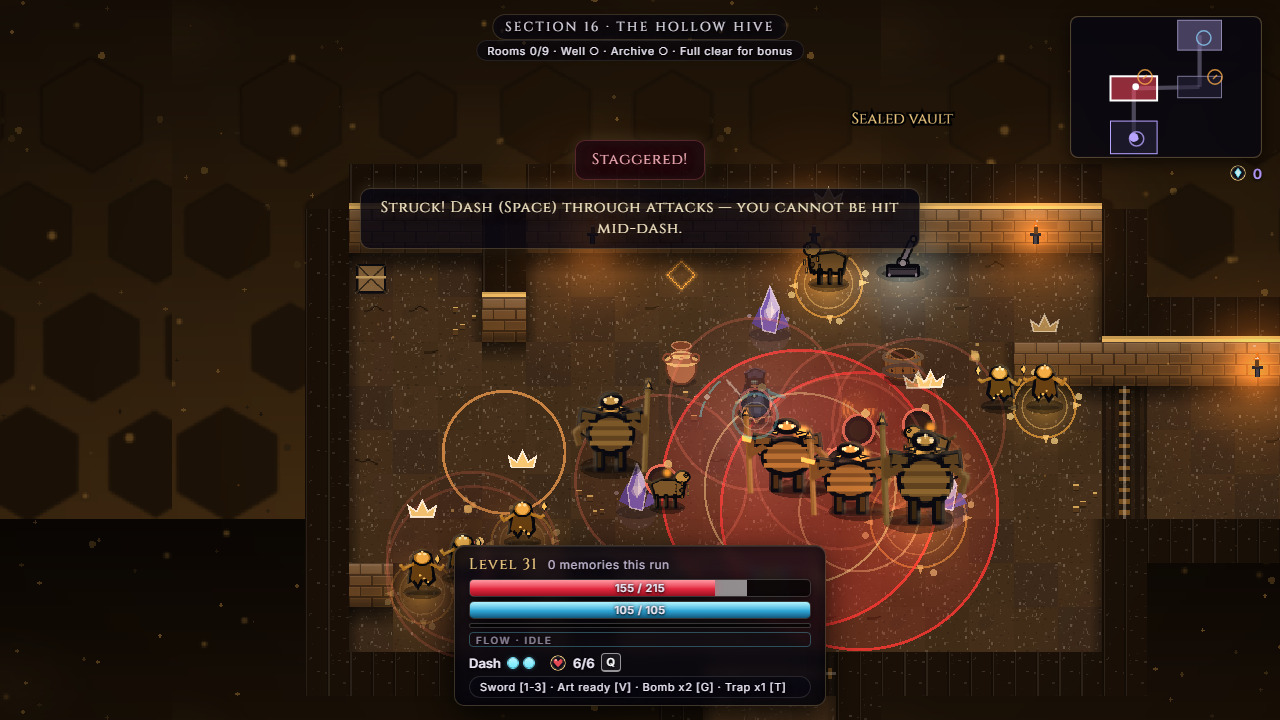 SECTION 16 · THE HOLLOW HIVE
Rooms 0/9 · Well O · Archive O · Full clear for bonus
SEALED VAULT
STAGGERED!
STRUCK! DASH (SPACE) THROUGH ATTACKS — YOU CANNOT BE HIT
MID-DASH.
0
LEVEL 31 0 memories this run
155 / 215
105 / 105
FLOW · IDLE
Dash 6/6 Q
Sword [1-3] · Art ready [V] · Bomb x2 [G] · Trap x1 [T]